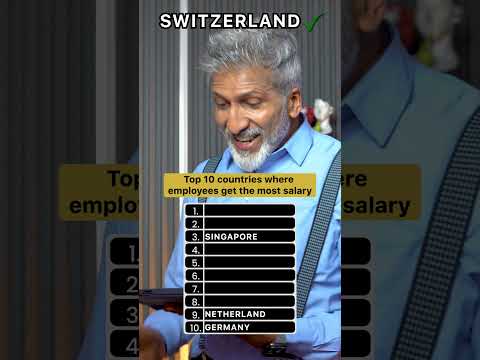 SWITZERLAND ✓
Top 10 countries where
employees get the most salary
1.
2.
3. SINGAPORE
4.
5.
6.
7.
8.
9. NETHERLAND
10. GERMANY